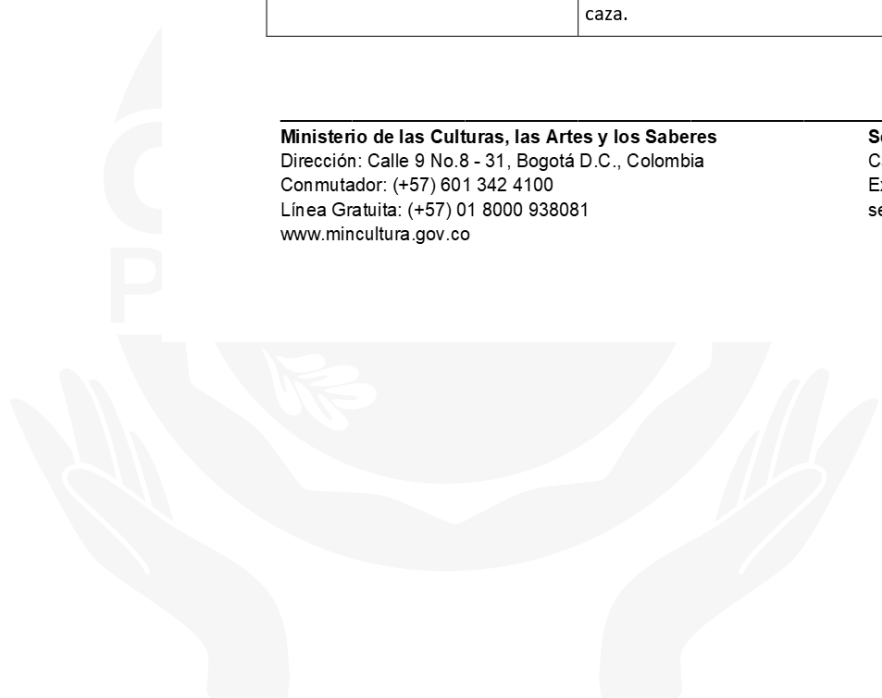 caza.
Ministerio de las Culturas, las Artes y los Saberes
Dirección: Calle 9 No.8 - 31, Bogotá D.C., Colombia
Conmutador: (+57) 601 342 4100
Línea Gratuita: (+57) 01 8000 938081
www.mincultura.gov.co